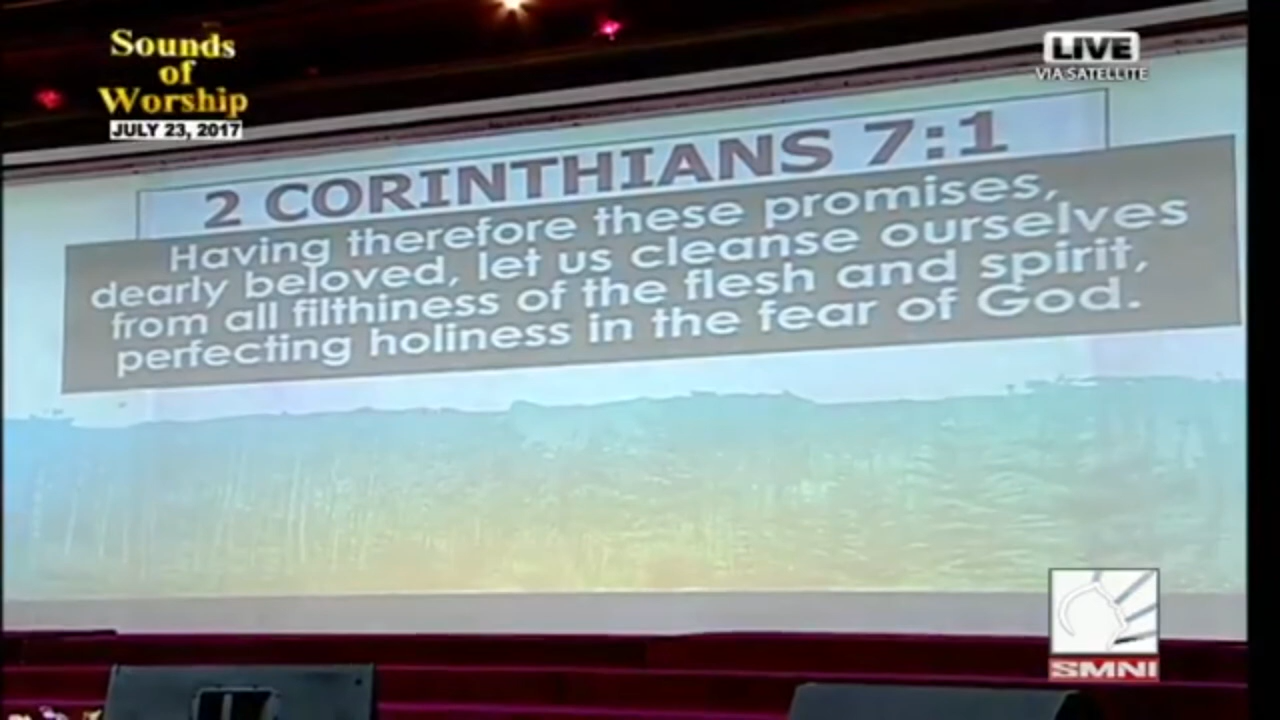 Sounds
of
Worship
JULY 23, 2017
LIVE
VIA SATELLITE
2 CORINTHIANS 7:1
Having therefore these promises,
dearly beloved, let us cleanse ourselves
from all filthiness of the flesh and spirit,
perfecting holiness in the fear of God.
SMNI